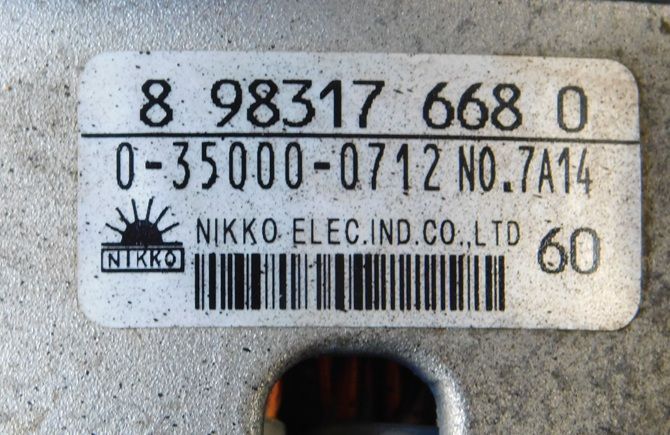 8 98317 668 0
0-35000-0712 NO.7A14
NIKKO ELEC.IND.CO.,LTD 60
NIKKO